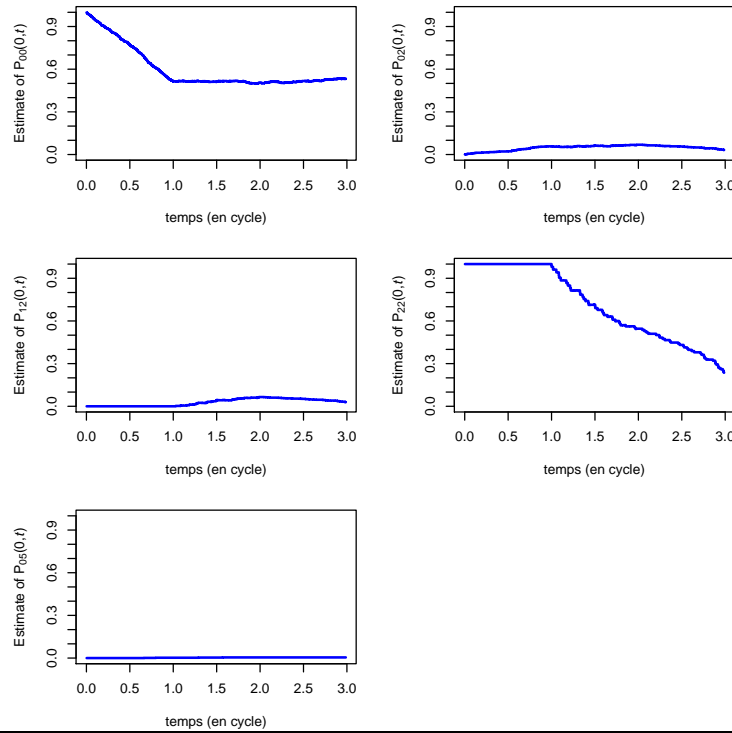 Estimate of P00(0,t)
0.0 0.3 0.6 0.9
0.0 0.5 1.0 1.5 2.0 2.5 3.0
temps (en cycle)
Estimate of P02(0,t)
0.0 0.3 0.6 0.9
0.0 0.5 1.0 1.5 2.0 2.5 3.0
temps (en cycle)
Estimate of P12(0,t)
0.0 0.3 0.6 0.9
0.0 0.5 1.0 1.5 2.0 2.5 3.0
temps (en cycle)
Estimate of P22(0,t)
0.0 0.3 0.6 0.9
0.0 0.5 1.0 1.5 2.0 2.5 3.0
temps (en cycle)
Estimate of P05(0,t)
0.0 0.3 0.6 0.9
0.0 0.5 1.0 1.5 2.0 2.5 3.0
temps (en cycle)